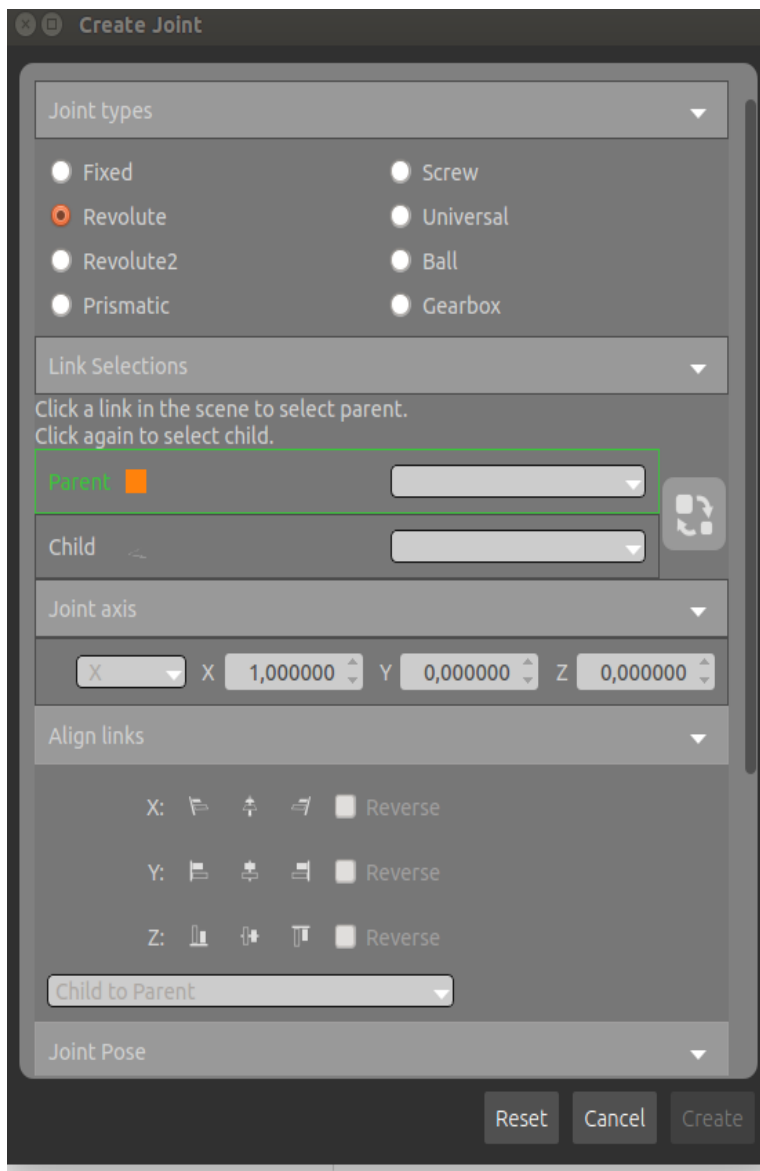 Create Joint
Joint types
Fixed Screw
Revolute Universal
Revolute2 Ball
Prismatic Gearbox
Link Selections
Click a link in the scene to select parent.
Click again to select child.
Parent
Child
Joint axis
X X 1,000000 Y 0,000000 Z 0,000000
Align links
X: Reverse
Y: Reverse
Z: Reverse
Child to Parent
Joint Pose
Reset Cancel Create